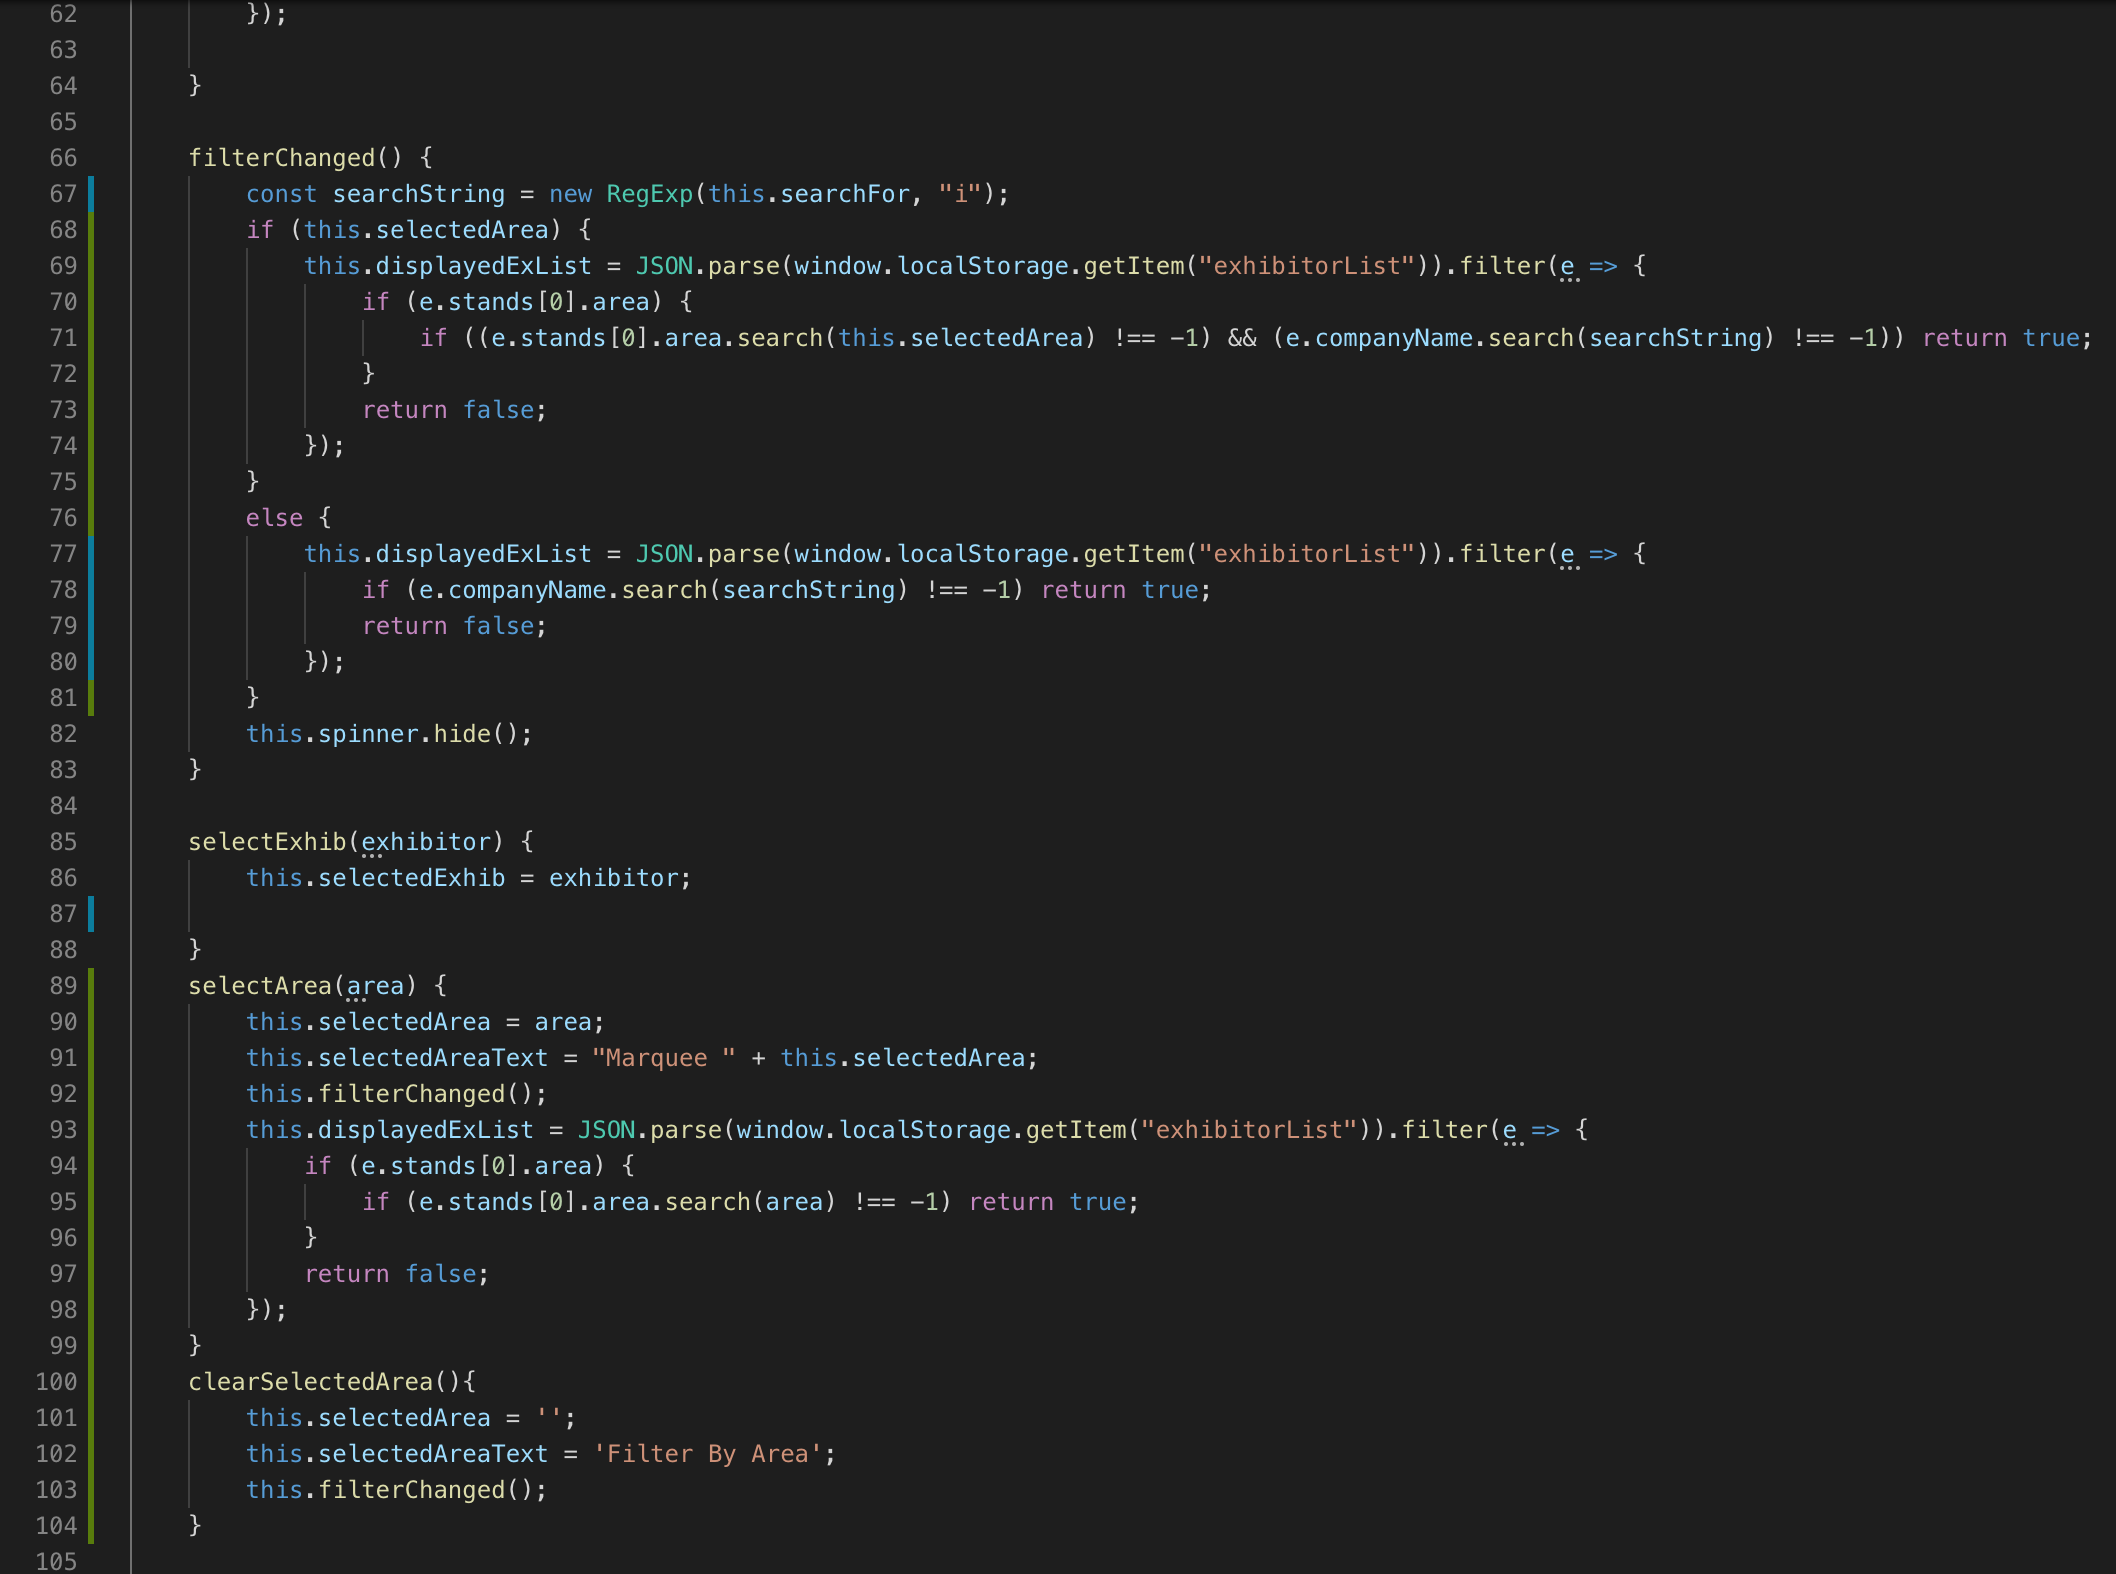 62 });
63
64 }
65
66 filterChanged() {
67 const searchString = new RegExp(this.searchFor, "i");
68 if (this.selectedArea) {
69 this.displayedExList = JSON.parse(window.localStorage.getItem("exhibitorList")).filter(e => {
70 if (e.stands[0].area) {
71 if ((e.stands[0].area.search(this.selectedArea) !== -1) && (e.companyName.search(searchString) !== -1)) return true;
72 }
73 return false;
74 });
75 }
76 else {
77 this.displayedExList = JSON.parse(window.localStorage.getItem("exhibitorList")).filter(e => {
78 if (e.companyName.search(searchString) !== -1) return true;
79 return false;
80 });
81 }
82 this.spinner.hide();
83 }
84
85 selectExhib(exhibitor) {
86 this.selectedExhib = exhibitor;
87
88 }
89 selectArea(area) {
90 this.selectedArea = area;
91 this.selectedAreaText = "Marquee " + this.selectedArea;
92 this.filterChanged();
93 this.displayedExList = JSON.parse(window.localStorage.getItem("exhibitorList")).filter(e => {
94 if (e.stands[0].area) {
95 if (e.stands[0].area.search(area) !== -1) return true;
96 }
97 return false;
98 });
99 }
100 clearSelectedArea(){
101 this.selectedArea = '';
102 this.selectedAreaText = 'Filter By Area';
103 this.filterChanged();
104 }
105